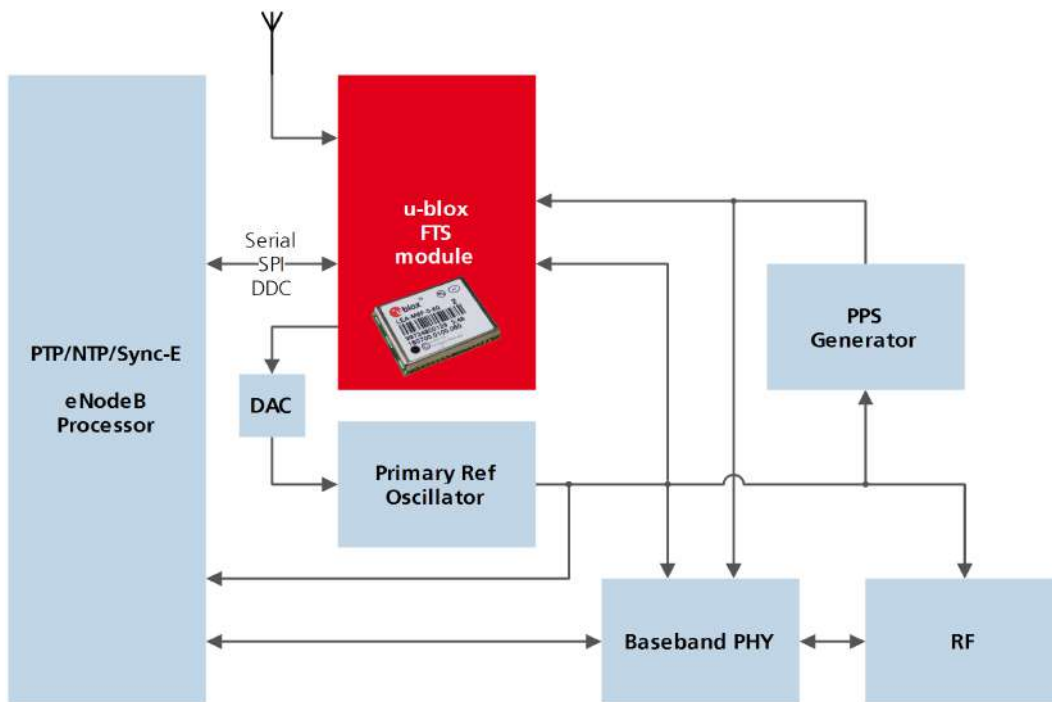 u-blox
FTS
module
Serial
SPI
DDC
blox
PTP/NTP/Sync-E
eNodeB
Processor
PPS
Generator
DAC
Primary Ref
Oscillator
Baseband PHY
RF